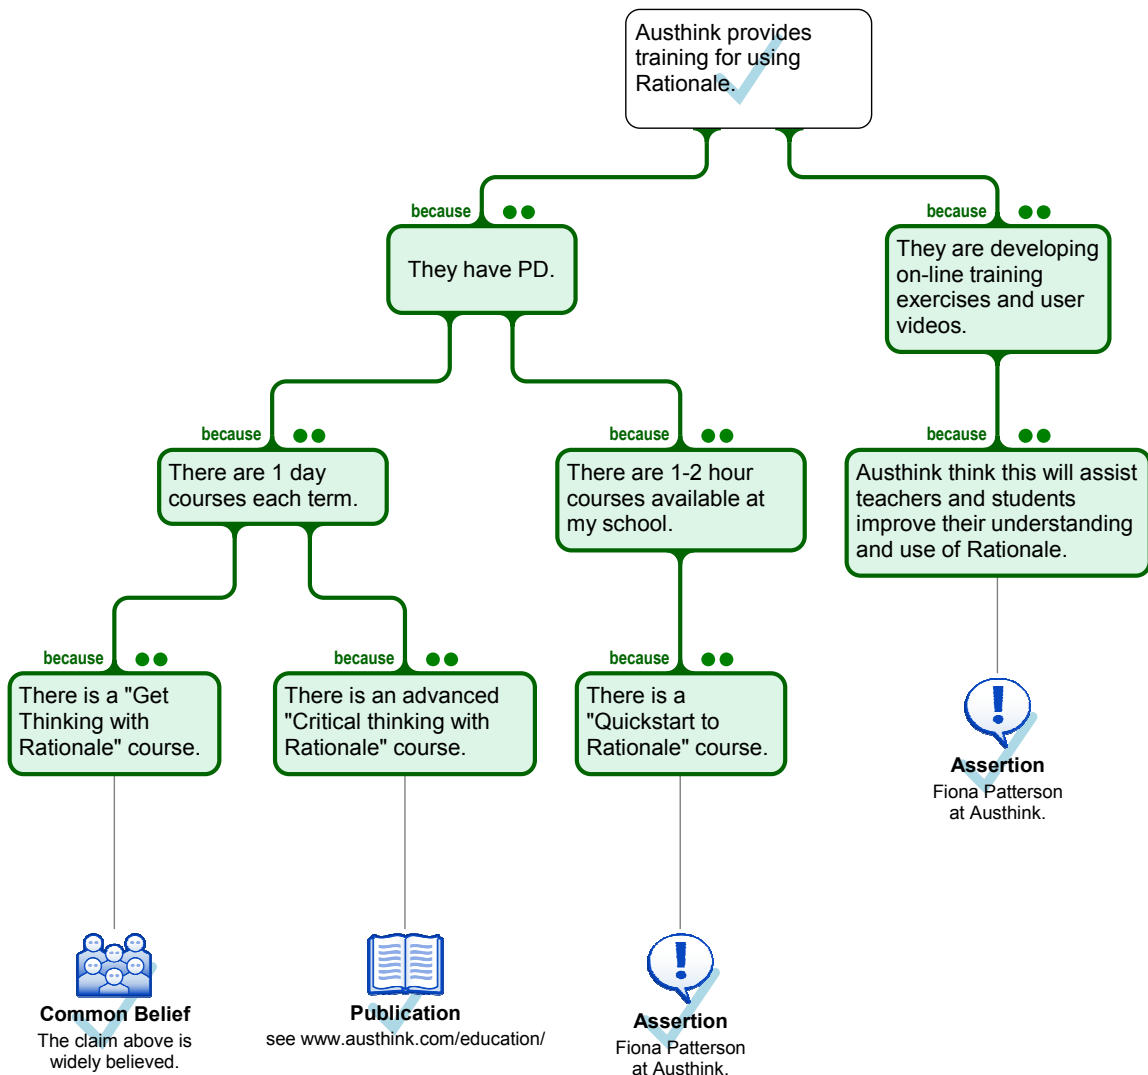 Austhink provides
training for using
Rationale.
because
because
They have PD.
They are developing
on-line training
exercises and user
videos.
because
because
because
There are 1 day
courses each term.
There are 1-2 hour
courses available at
my school.
Austhink think this will assist
teachers and students
improve their understanding
and use of Rationale.
because
because
because
There is a "Get
Thinking with
Rationale" course.
There is an advanced
"Critical thinking with
Rationale" course.
There is a
"Quickstart to
Rationale" course.
Assertion
Fiona Patterson
at Austhink.
Common Belief
The claim above is
widely believed.
Publication
see www.austhink.com/education/
Assertion
Fiona Patterson
at Austhink.